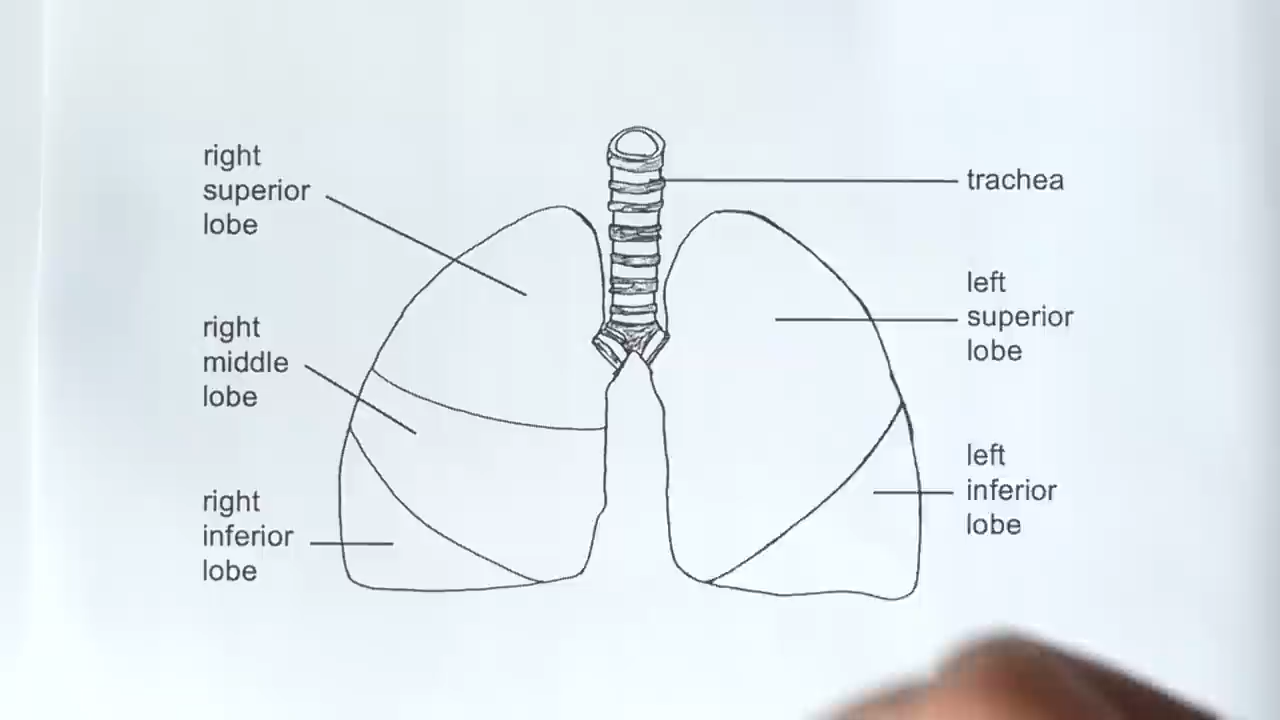 right
superior
lobe
right
middle
lobe
right
inferior
lobe
trachea
left
superior
lobe
left
inferior
lobe